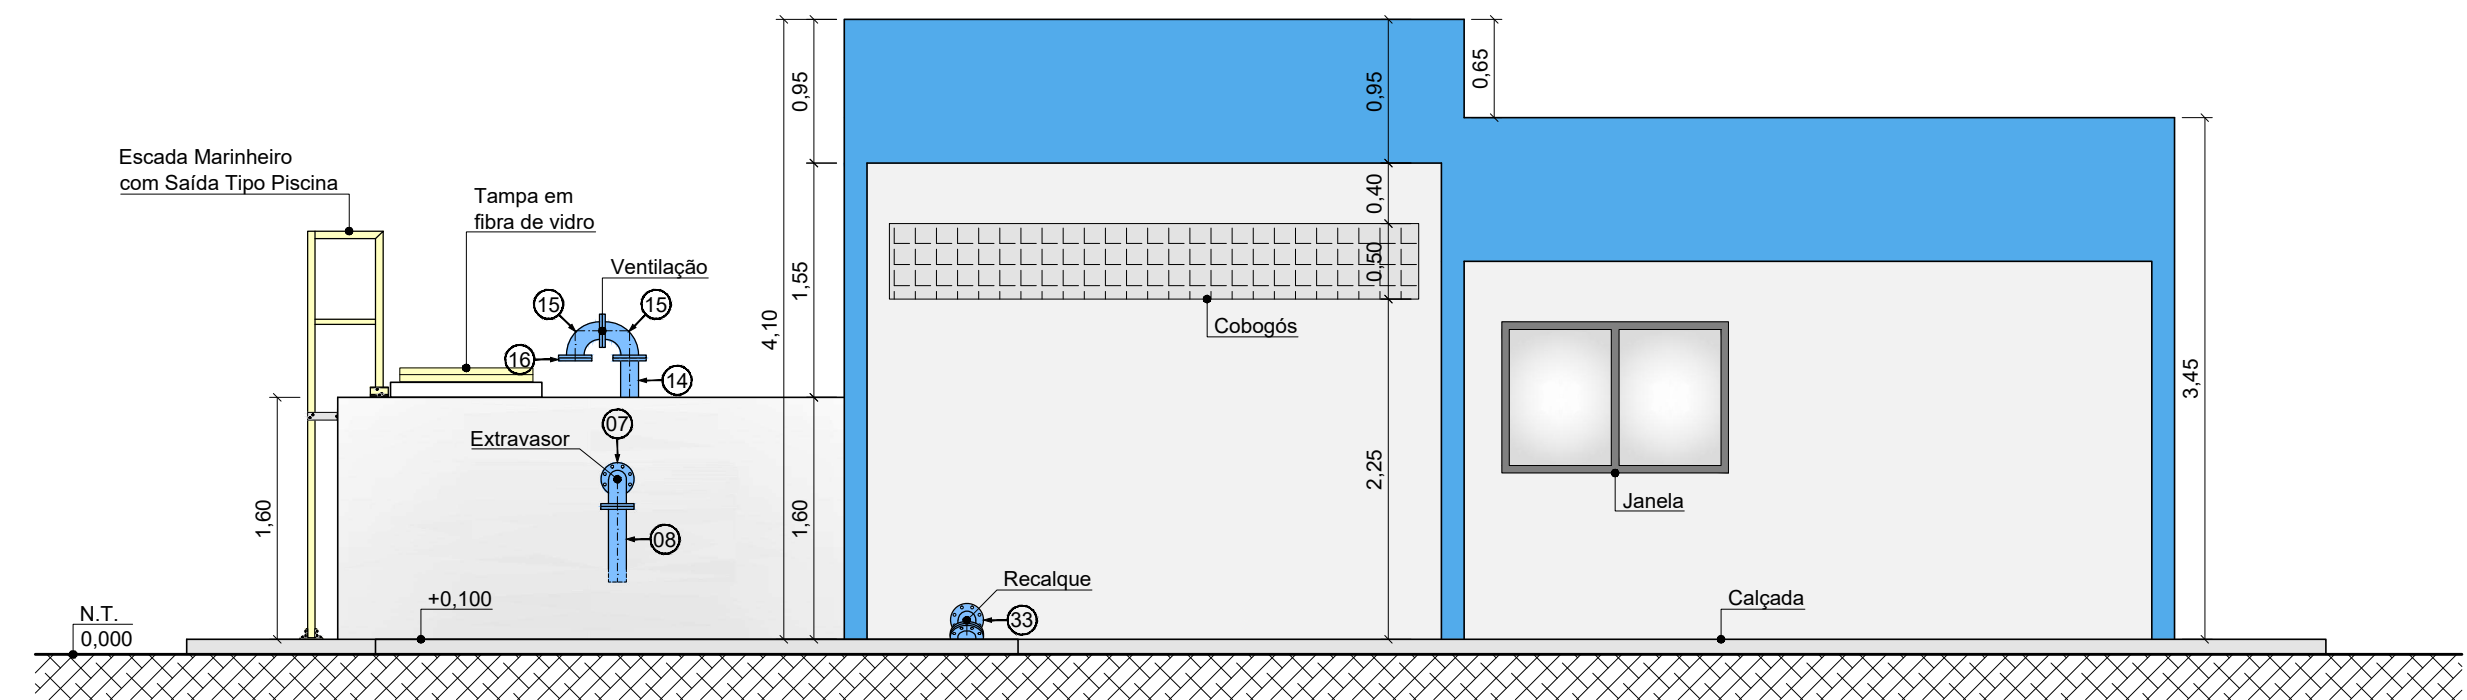 Escada Marinheiro
com Saída Tipo Piscina
Tampa em
fibra de vidro
Ventilação
15
15
16
14
07
Extravasor
08
1,60
N.T.
0,000
+0,100
4,10
0,95
1,55
1,60
0,95
0,40
0,50
2,25
Cobogós
Recalque
33
0,65
3,45
Janela
Calçada